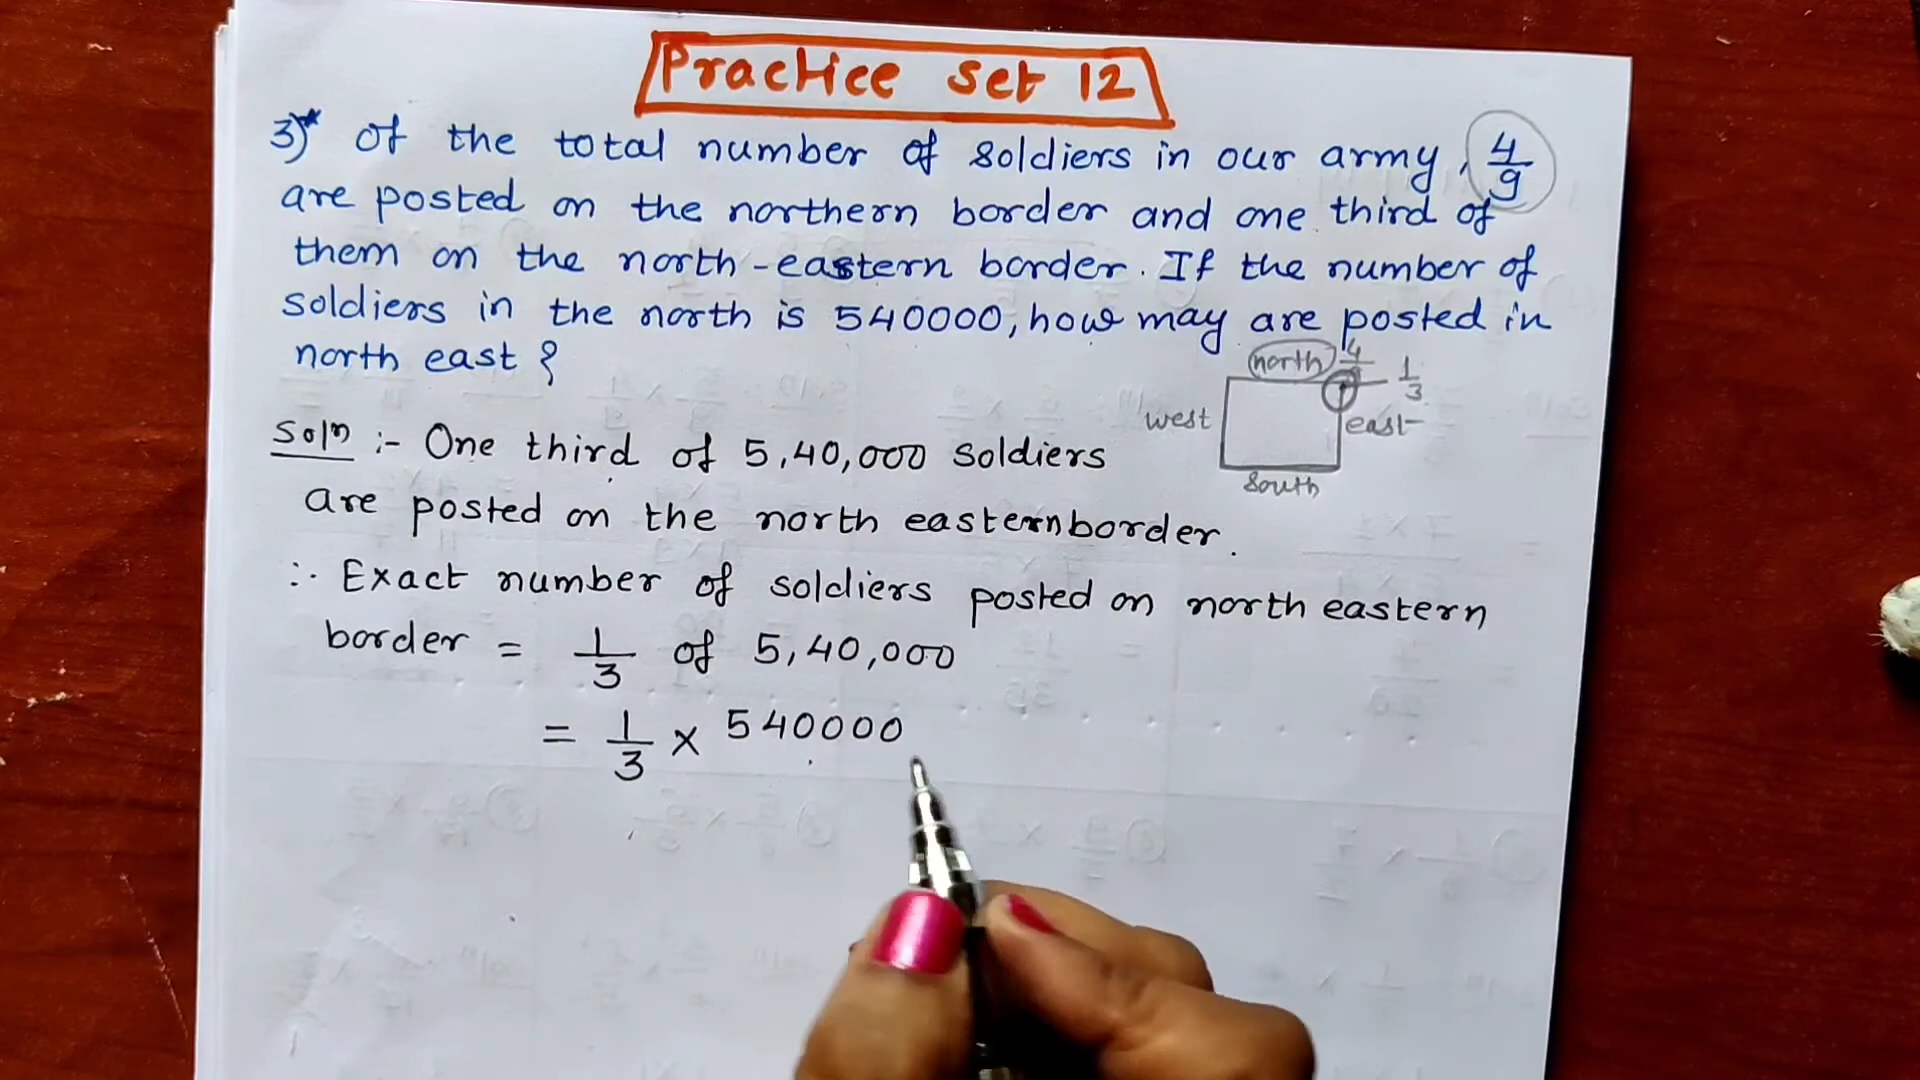 Practice Set 12
3)* Of the total number of soldiers in our army, 4/9
are posted on the northern border and one third of
them on the north-eastern border. If the number of
soldiers in the north is 540000, how may are posted in
north east ?
north 4/9 1/3
west east
south
Soln :- One third of 5,40,000 soldiers
are posted on the north eastern border.
∴ Exact number of soldiers posted on north eastern
border = 1/3 of 5,40,000
= 1/3 × 540000